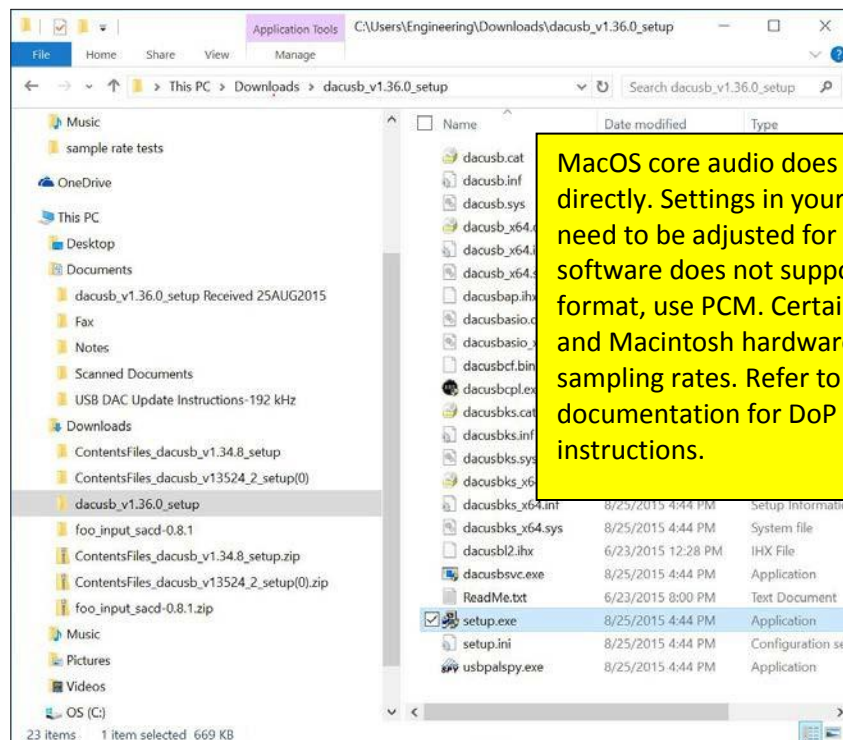 Application Tools C:\Users\Engineering\Downloads\dacusb_v1.36.0_setup
File Home Share View Manage
This PC > Downloads > dacusb_v1.36.0_setup Search dacusb_v1.36.0_setup
Music
sample rate tests
OneDrive
This PC
Desktop
Documents
dacusb_v1.36.0_setup Received 25AUG2015
Fax
Notes
Scanned Documents
USB DAC Update Instructions-192 kHz
Downloads
ContentsFiles_dacusb_v1.34.8_setup
ContentsFiles_dacusb_v13524_2_setup(0)
dacusb_v1.36.0_setup
foo_input_sacd-0.8.1
ContentsFiles_dacusb_v1.34.8_setup.zip
ContentsFiles_dacusb_v13524_2_setup(0).zip
foo_input_sacd-0.8.1.zip
Music
Pictures
Videos
OS (C:)
Name Date modified Type
dacusb.cat
dacusb.inf
dacusb.sys
dacusb_x64.
dacusb_x64.
dacusb_x64.
dacusbap.ihx
dacusbasio.
dacusbasio_
dacusbcf.bin
dacusbcpl.ex
dacusbks.cat
dacusbks.inf
dacusbks.sys
dacusbks_x6
dacusbks_x64.inf 8/25/2015 4:44 PM Setup Informati
dacusbks_x64.sys 8/25/2015 4:44 PM System file
dacusbl2.ihx 6/23/2015 12:28 PM IHX File
dacusbsvc.exe 8/25/2015 4:44 PM Application
ReadMe.txt 6/23/2015 8:00 PM Text Document
setup.exe 8/25/2015 4:44 PM Application
setup.ini 8/25/2015 4:44 PM Configuration se
usbpalspy.exe 8/25/2015 4:44 PM Application
MacOS core audio does
directly. Settings in your
need to be adjusted for
software does not suppo
format, use PCM. Certai
and Macintosh hardware
sampling rates. Refer to
documentation for DoP
instructions.
23 items 1 item selected 669 KB